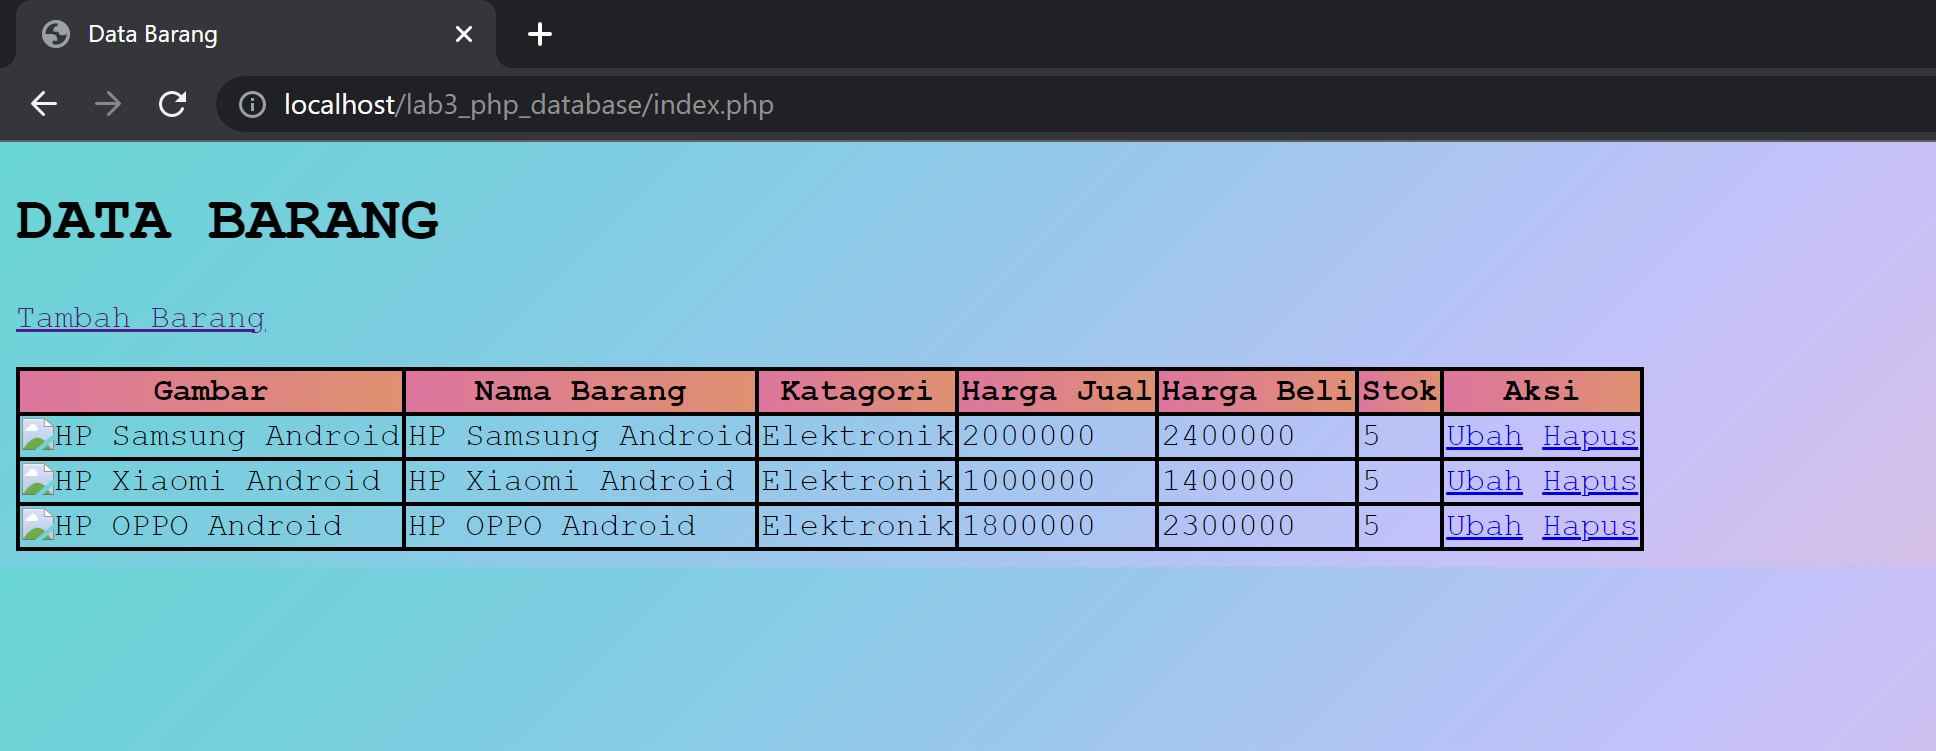 Data Barang
localhost/lab3_php_database/index.php
DATA BARANG
Tambah Barang
Gambar Nama Barang Katagori Harga Jual Harga Beli Stok Aksi
HP Samsung Android HP Samsung Android Elektronik 2000000 2400000 5 Ubah Hapus
HP Xiaomi Android HP Xiaomi Android Elektronik 1000000 1400000 5 Ubah Hapus
HP OPPO Android HP OPPO Android Elektronik 1800000 2300000 5 Ubah Hapus